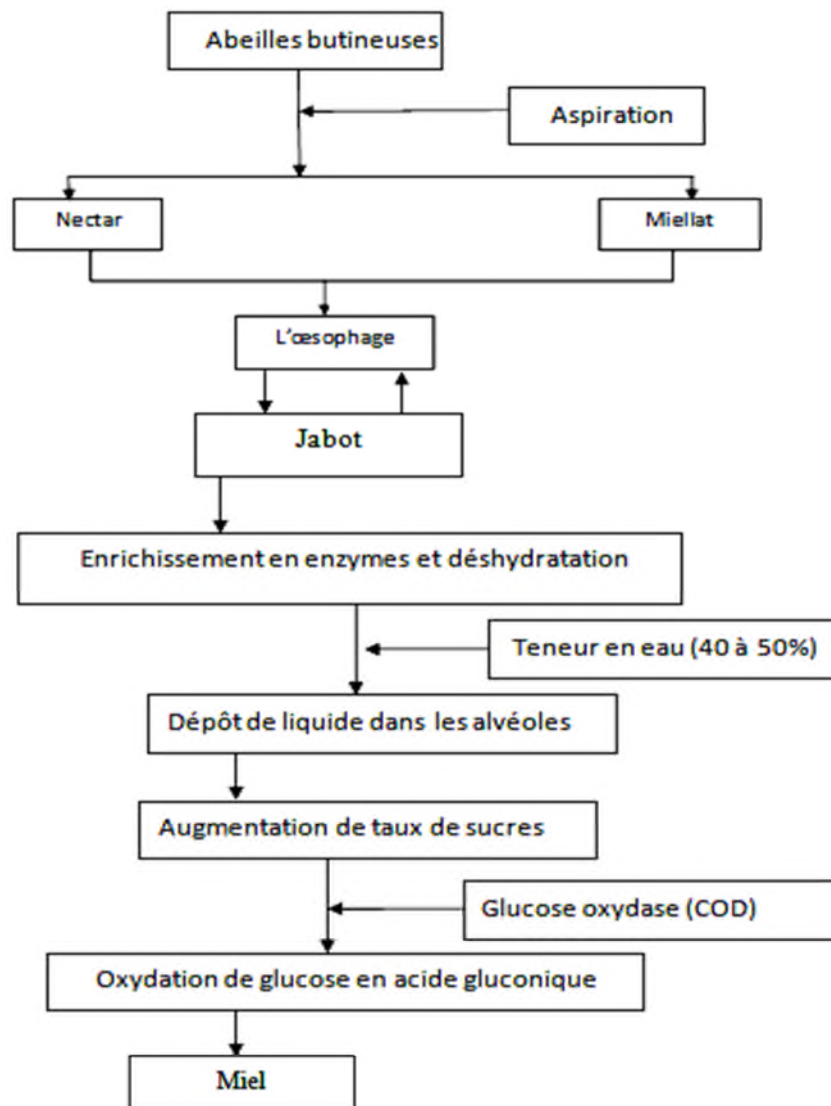 Abeilles butineuses
Aspiration
Nectar
Miellat
L'œsophage
Jabot
Enrichissement en enzymes et déshydratation
Teneur en eau (40 à 50%)
Dépôt de liquide dans les alvéoles
Augmentation de taux de sucres
Glucose oxydase (COD)
Oxydation de glucose en acide gluconique
Miel